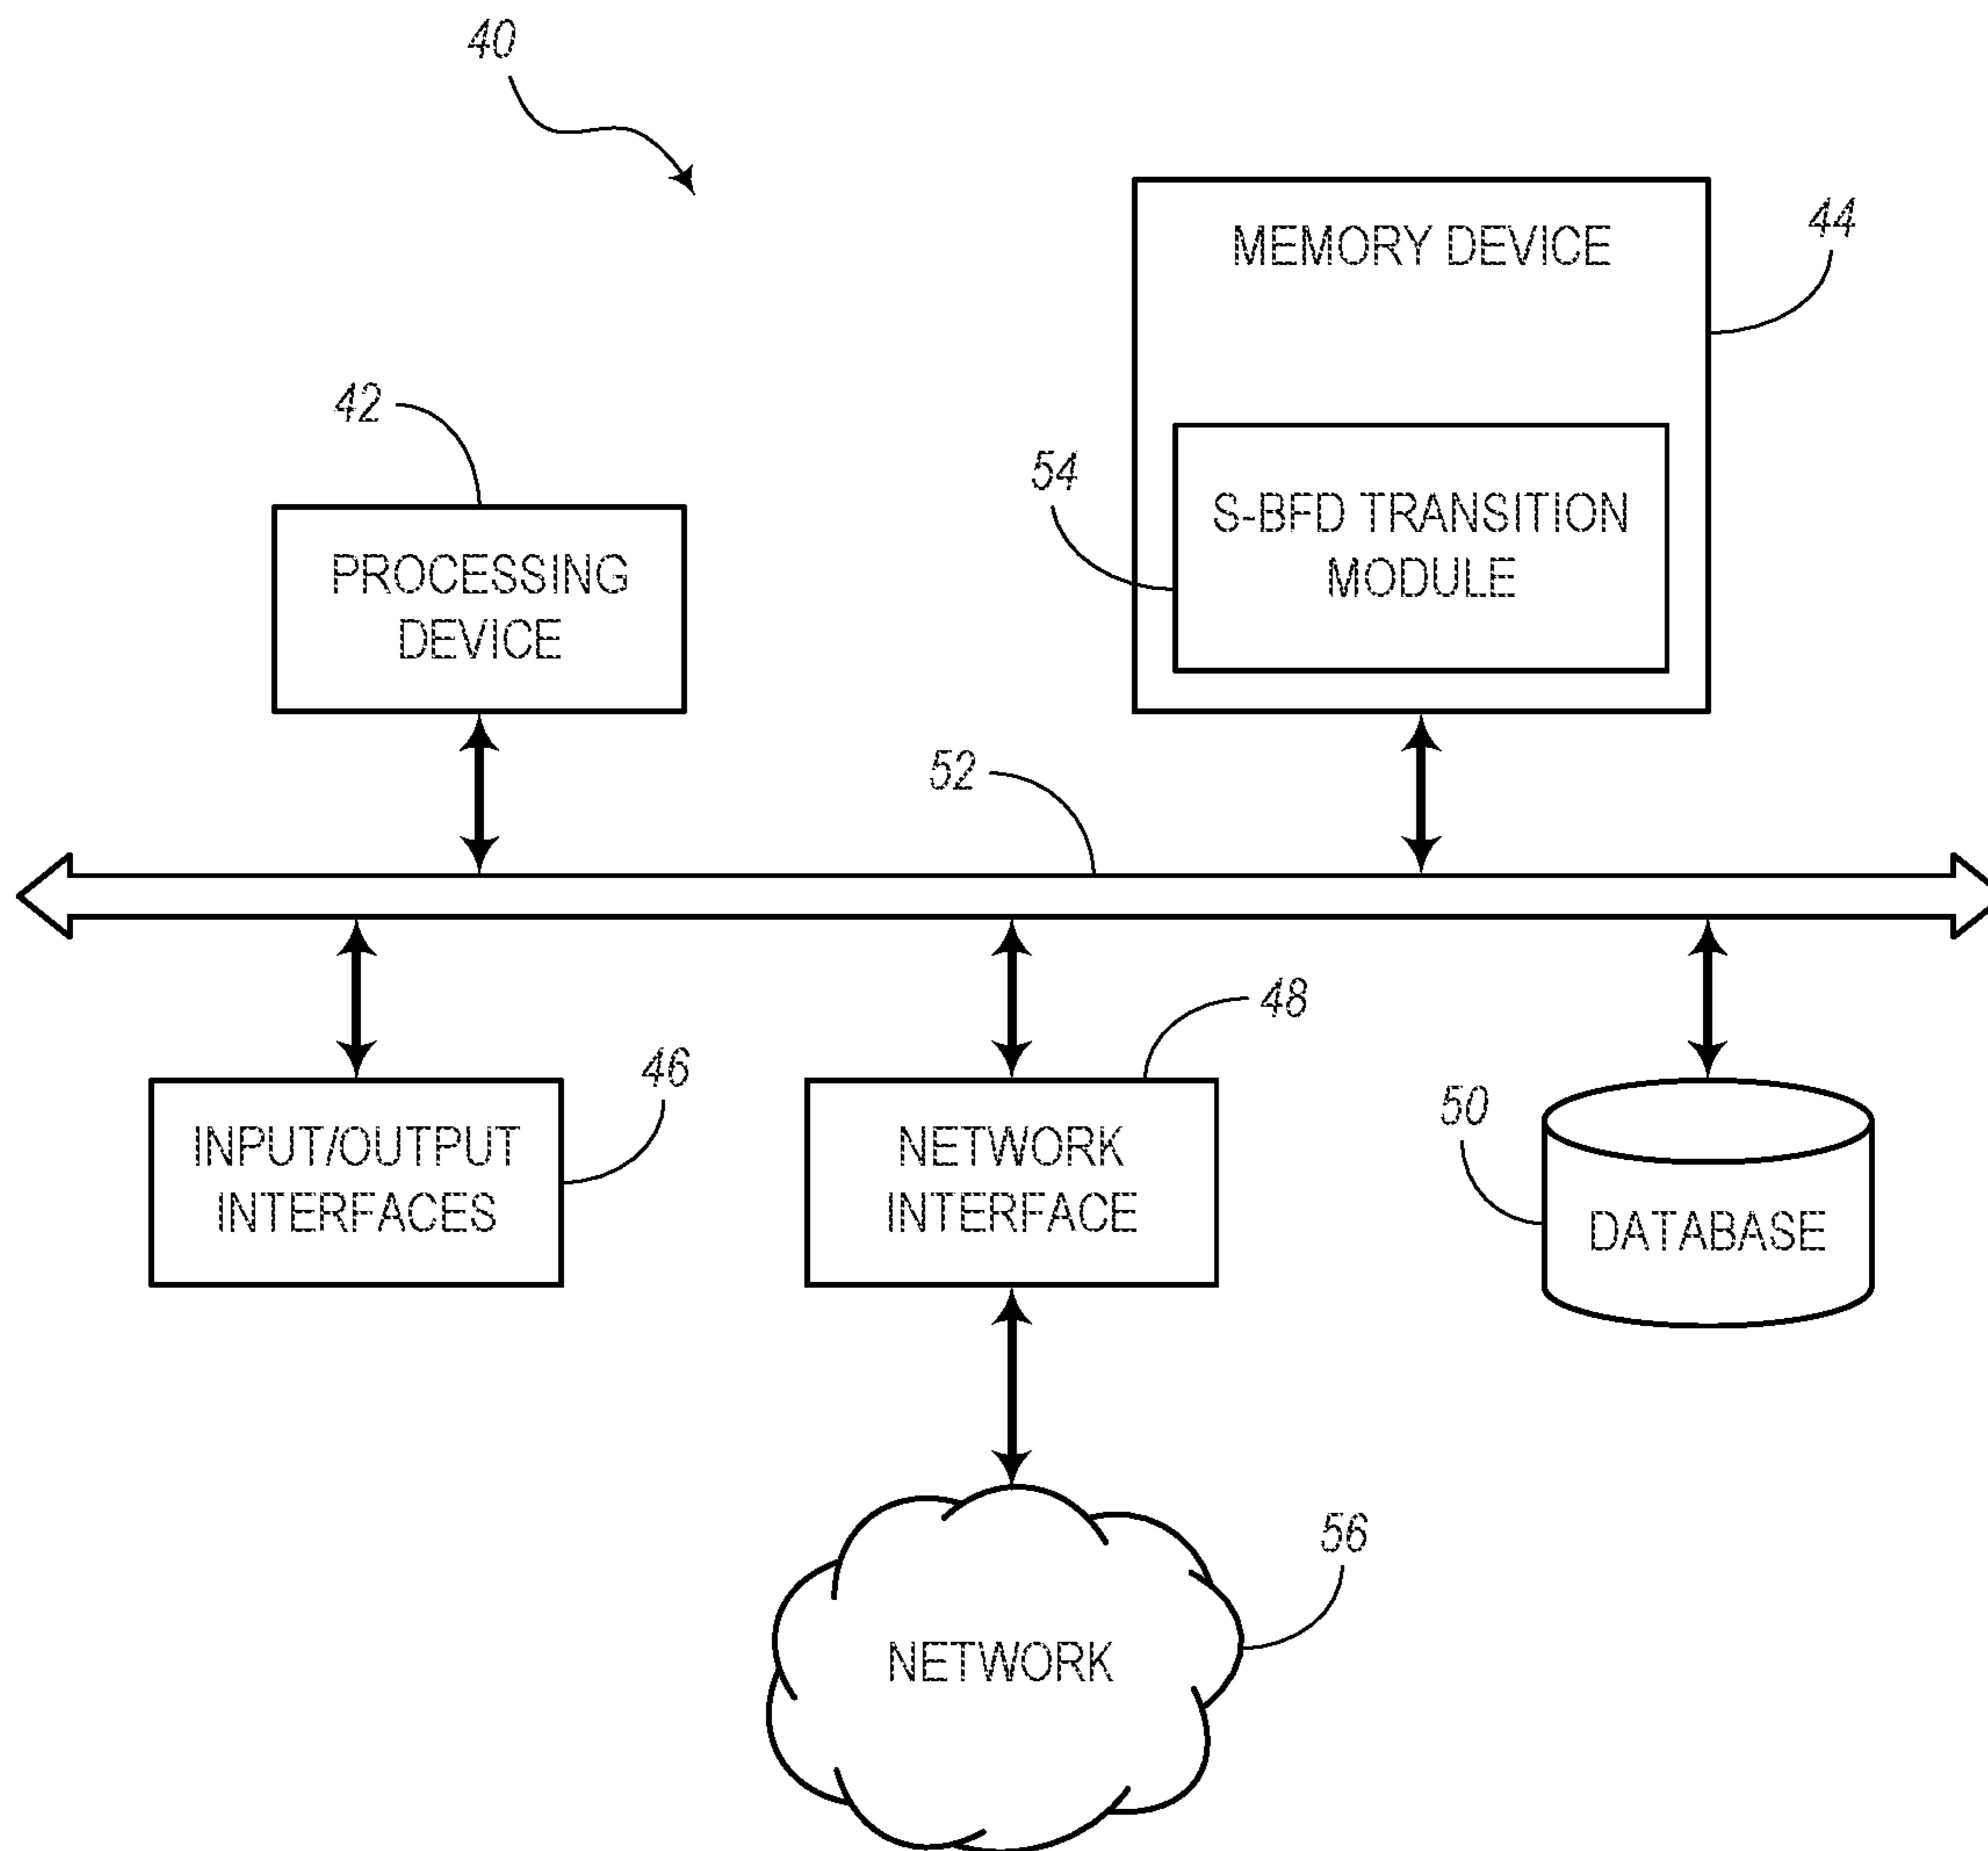 40
MEMORY DEVICE
44
42
54
S-BFD TRANSITION
MODULE
PROCESSING
DEVICE
52
48
46
INPUT/OUTPUT
INTERFACES
NETWORK
INTERFACE
50
DATABASE
56
NETWORK